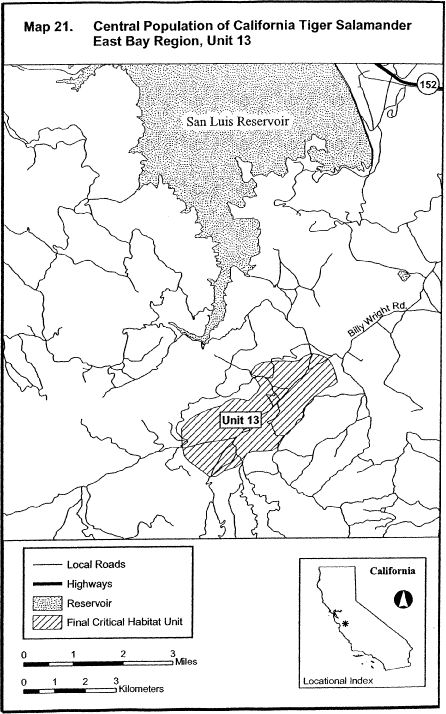 Map 21. Central Population of California Tiger Salamander
East Bay Region, Unit 13
152
San Luis Reservoir
Billy Wright Rd.
Unit 13
Local Roads
Highways
Reservoir
Final Critical Habitat Unit
0 1 2 3
Miles
0 1 2 3
Kilometers
California
Locational Index